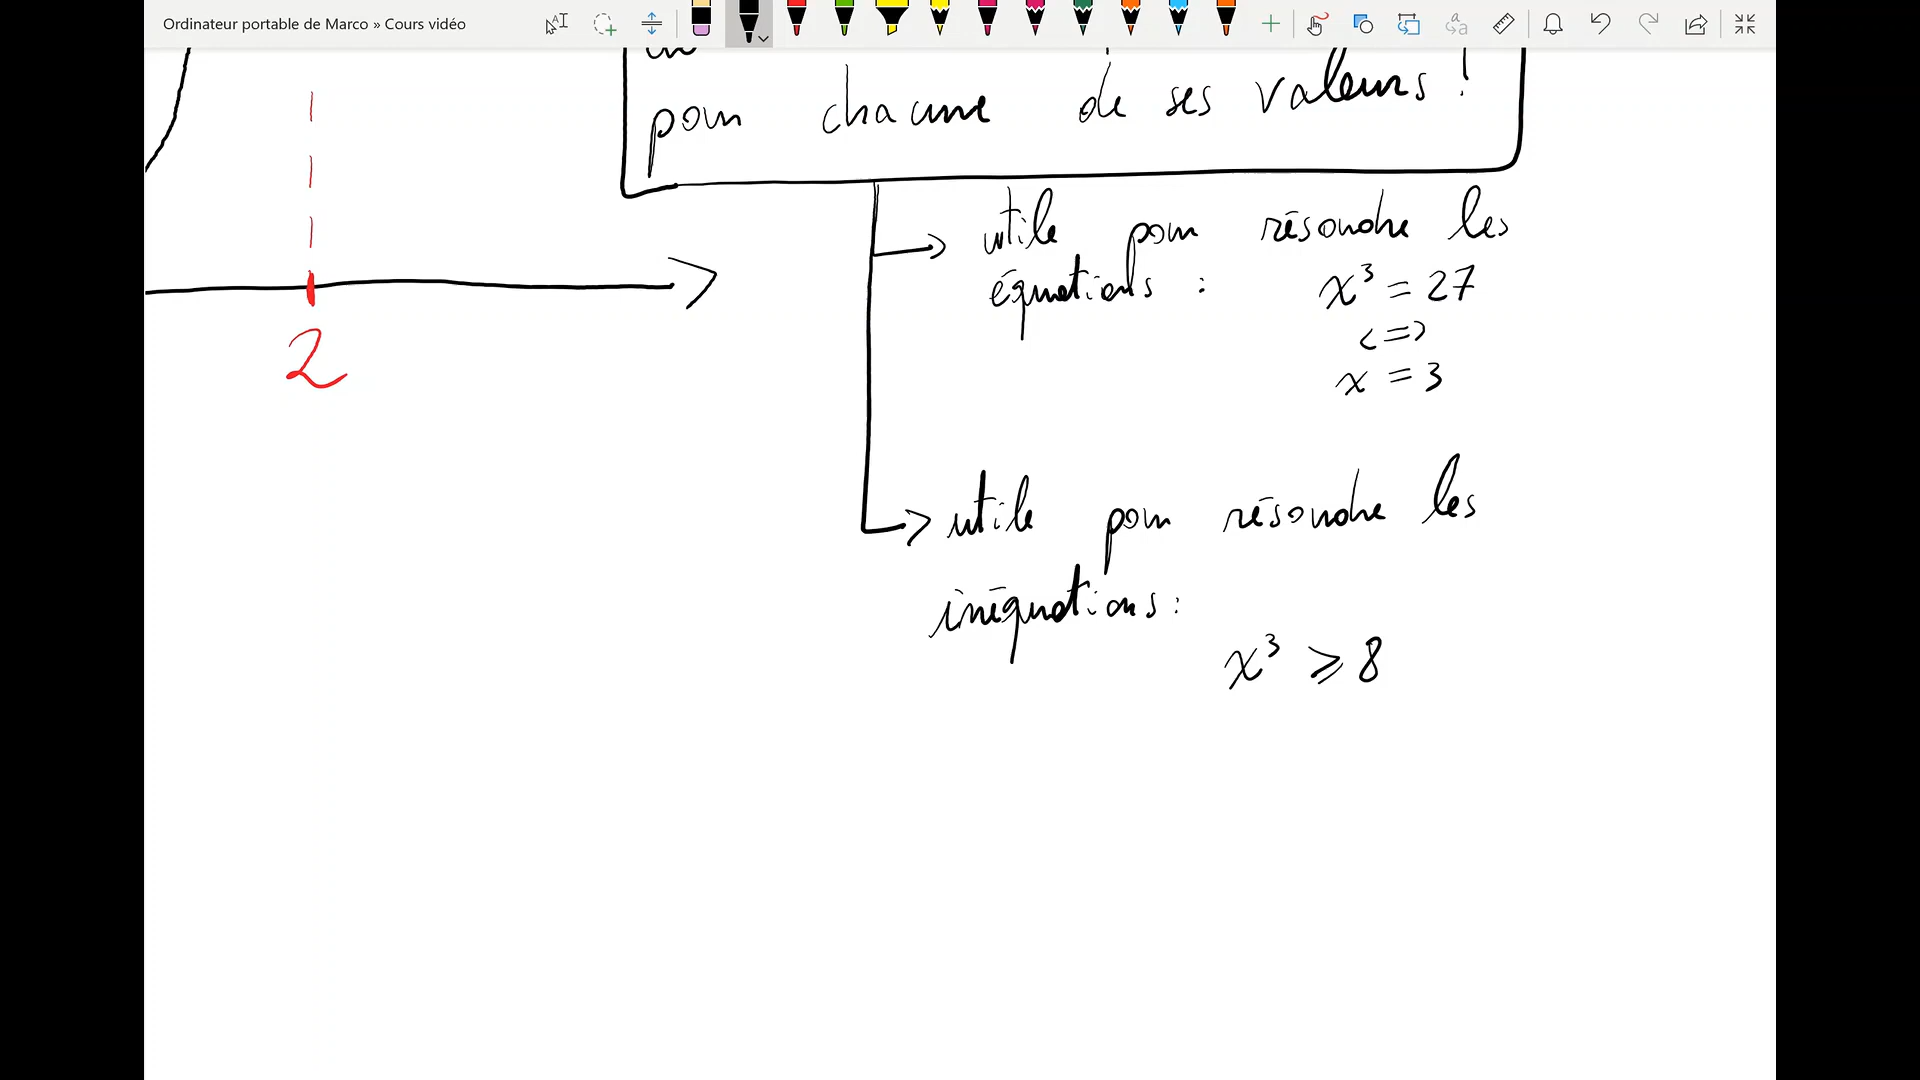 Ordinateur portable de Marco » Cours vidéo
pour chacune de ses valeurs !
utile pour résoudre les
équations : x³ = 27
<=>
x = 3
2
utile pour résoudre les
inéquations :
x³ ⩾ 8